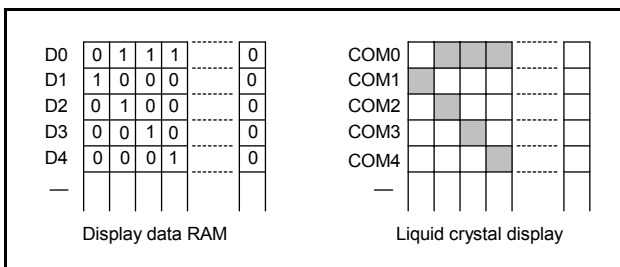 D0 0 1 1 1 0 COM0
D1 1 0 0 0 0 COM1
D2 0 1 0 0 0 COM2
D3 0 0 1 0 0 COM3
D4 0 0 0 1 0 COM4
— —
Display data RAM Liquid crystal display